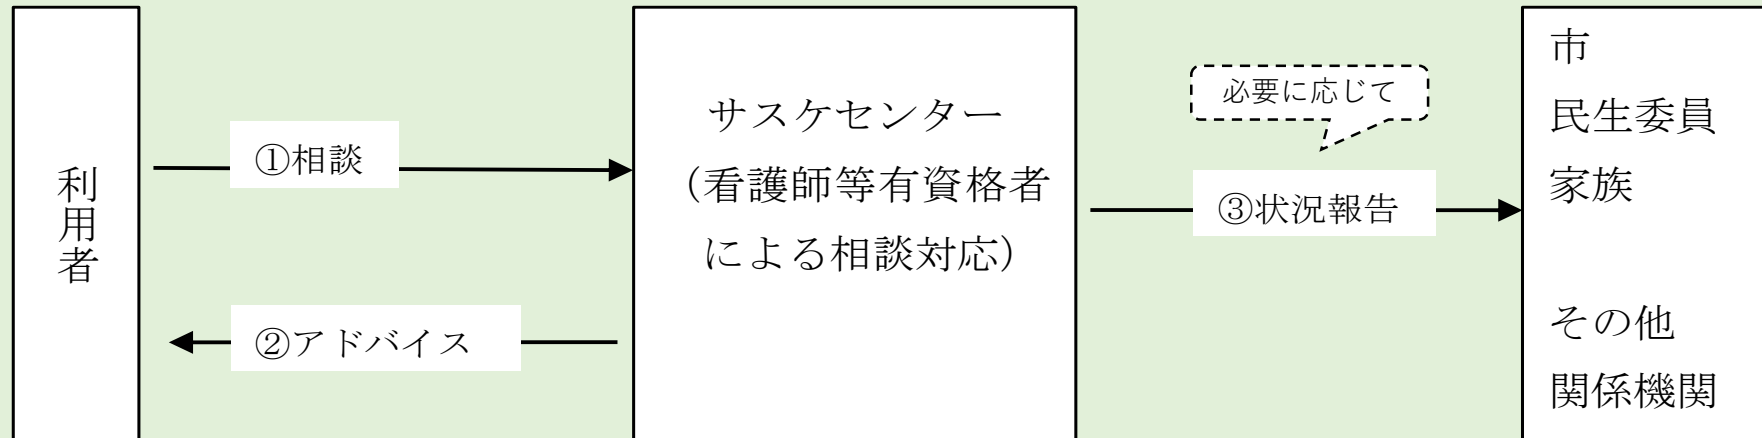 利用者
①相談
②アドバイス
サスケセンター
(看護師等有資格者
による相談対応)
必要に応じて
③状況報告
市
民生委員
家族
その他
関係機関